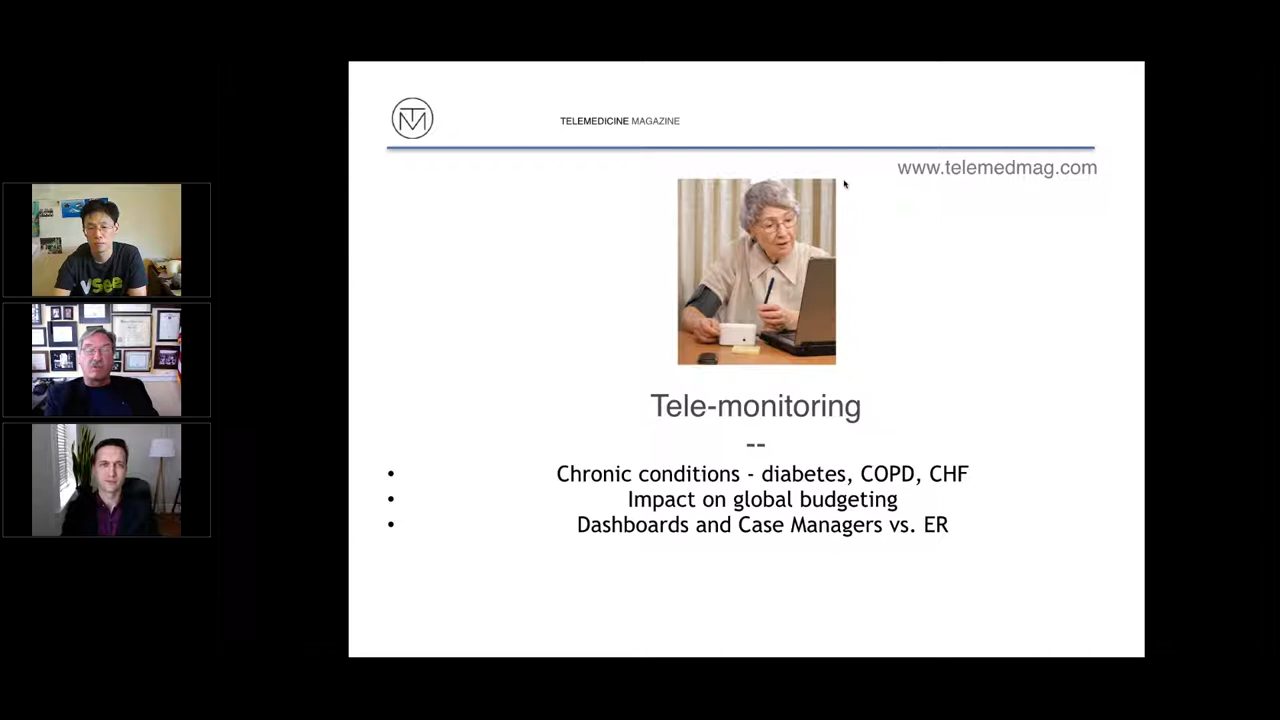 TELEMEDICINE MAGAZINE
www.telemedmag.com
Tele-monitoring
--
• Chronic conditions - diabetes, COPD, CHF
• Impact on global budgeting
• Dashboards and Case Managers vs. ER
vsee